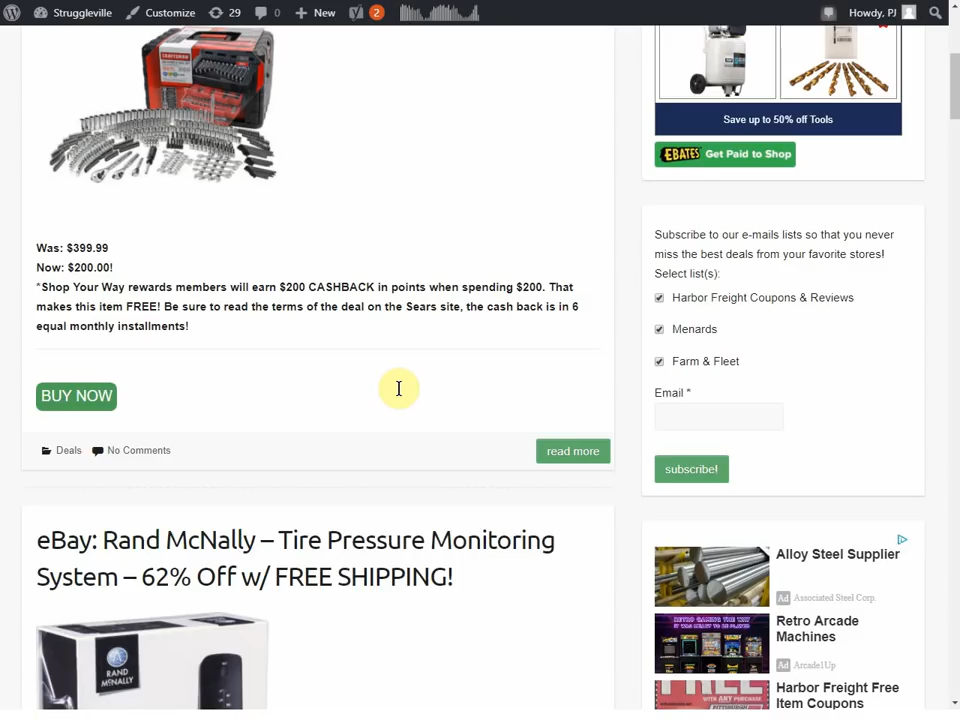 Struggleville
Customize
29
0
New
2
Howdy, PJ
CRAFTSMAN
Was: $399.99
Now: $200.00!
*Shop Your Way rewards members will earn $200 CASHBACK in points when spending $200. That
makes this item FREE! Be sure to read the terms of the deal on the Sears site, the cash back is in 6
equal monthly installments!
BUY NOW
Deals
No Comments
read more
eBay: Rand McNally – Tire Pressure Monitoring
System – 62% Off w/ FREE SHIPPING!
RAND
MCNALLY
Save up to 50% off Tools
EBATES Get Paid to Shop
Subscribe to our e-mails lists so that you never
miss the best deals from your favorite stores!
Select list(s):
Harbor Freight Coupons & Reviews
Menards
Farm & Fleet
Email *
subscribe!
Alloy Steel Supplier
Ad Associated Steel Corp.
Retro Arcade
Machines
Ad Arcade1Up
FREE
Harbor Freight Free
Item Coupons